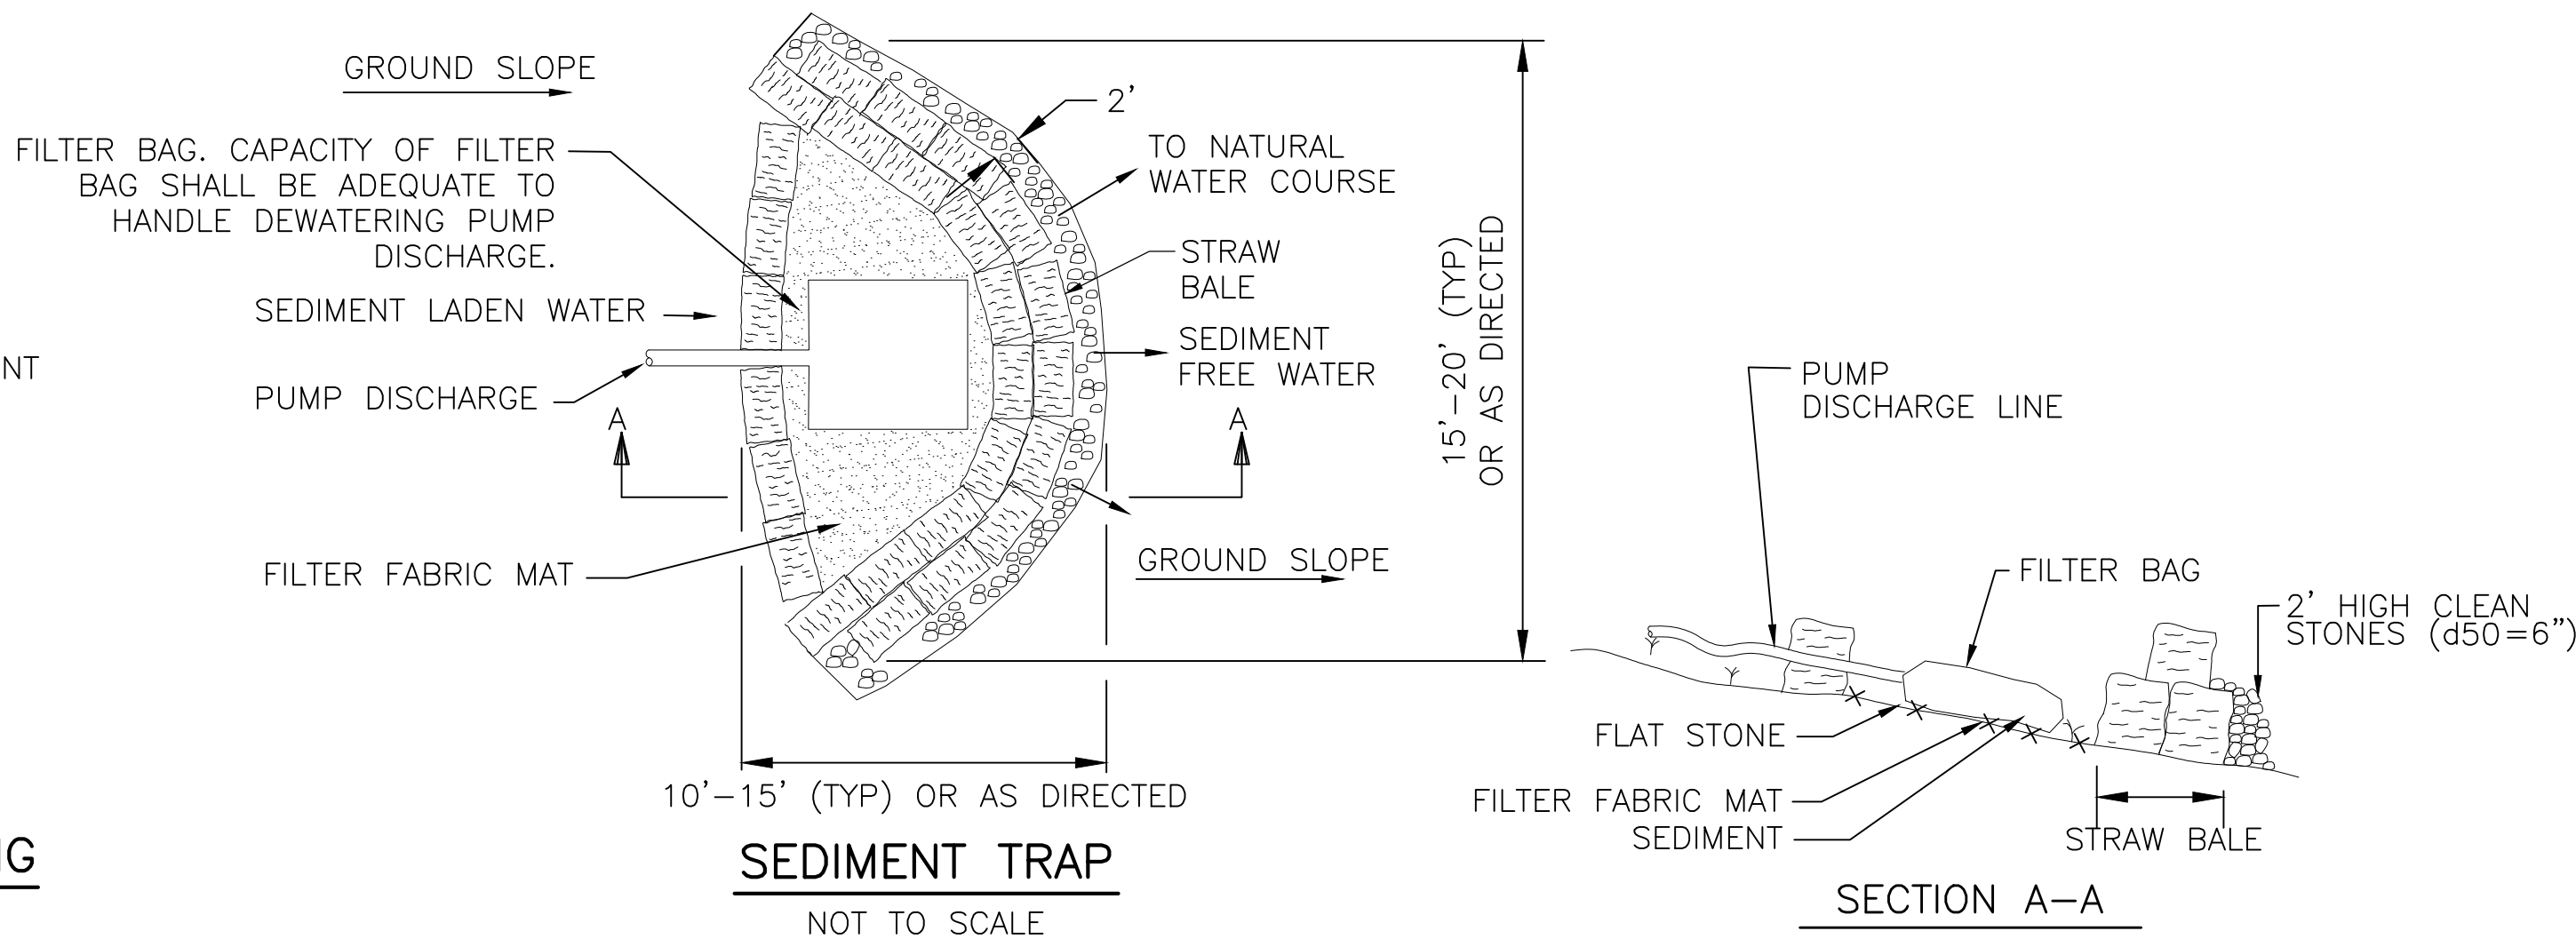 GROUND SLOPE
FILTER BAG. CAPACITY OF FILTER
BAG SHALL BE ADEQUATE TO
HANDLE DEWATERING PUMP
DISCHARGE.
SEDIMENT LADEN WATER
NT
PUMP DISCHARGE
A
FILTER FABRIC MAT
2'
TO NATURAL
WATER COURSE
STRAW
BALE
SEDIMENT
FREE WATER
A
GROUND SLOPE
15'-20' (TYP)
OR AS DIRECTED
10'-15' (TYP) OR AS DIRECTED
IG
SEDIMENT TRAP
NOT TO SCALE
PUMP
DISCHARGE LINE
FILTER BAG
2' HIGH CLEAN
STONES (d50=6")
FLAT STONE
FILTER FABRIC MAT
SEDIMENT
STRAW BALE
SECTION A-A